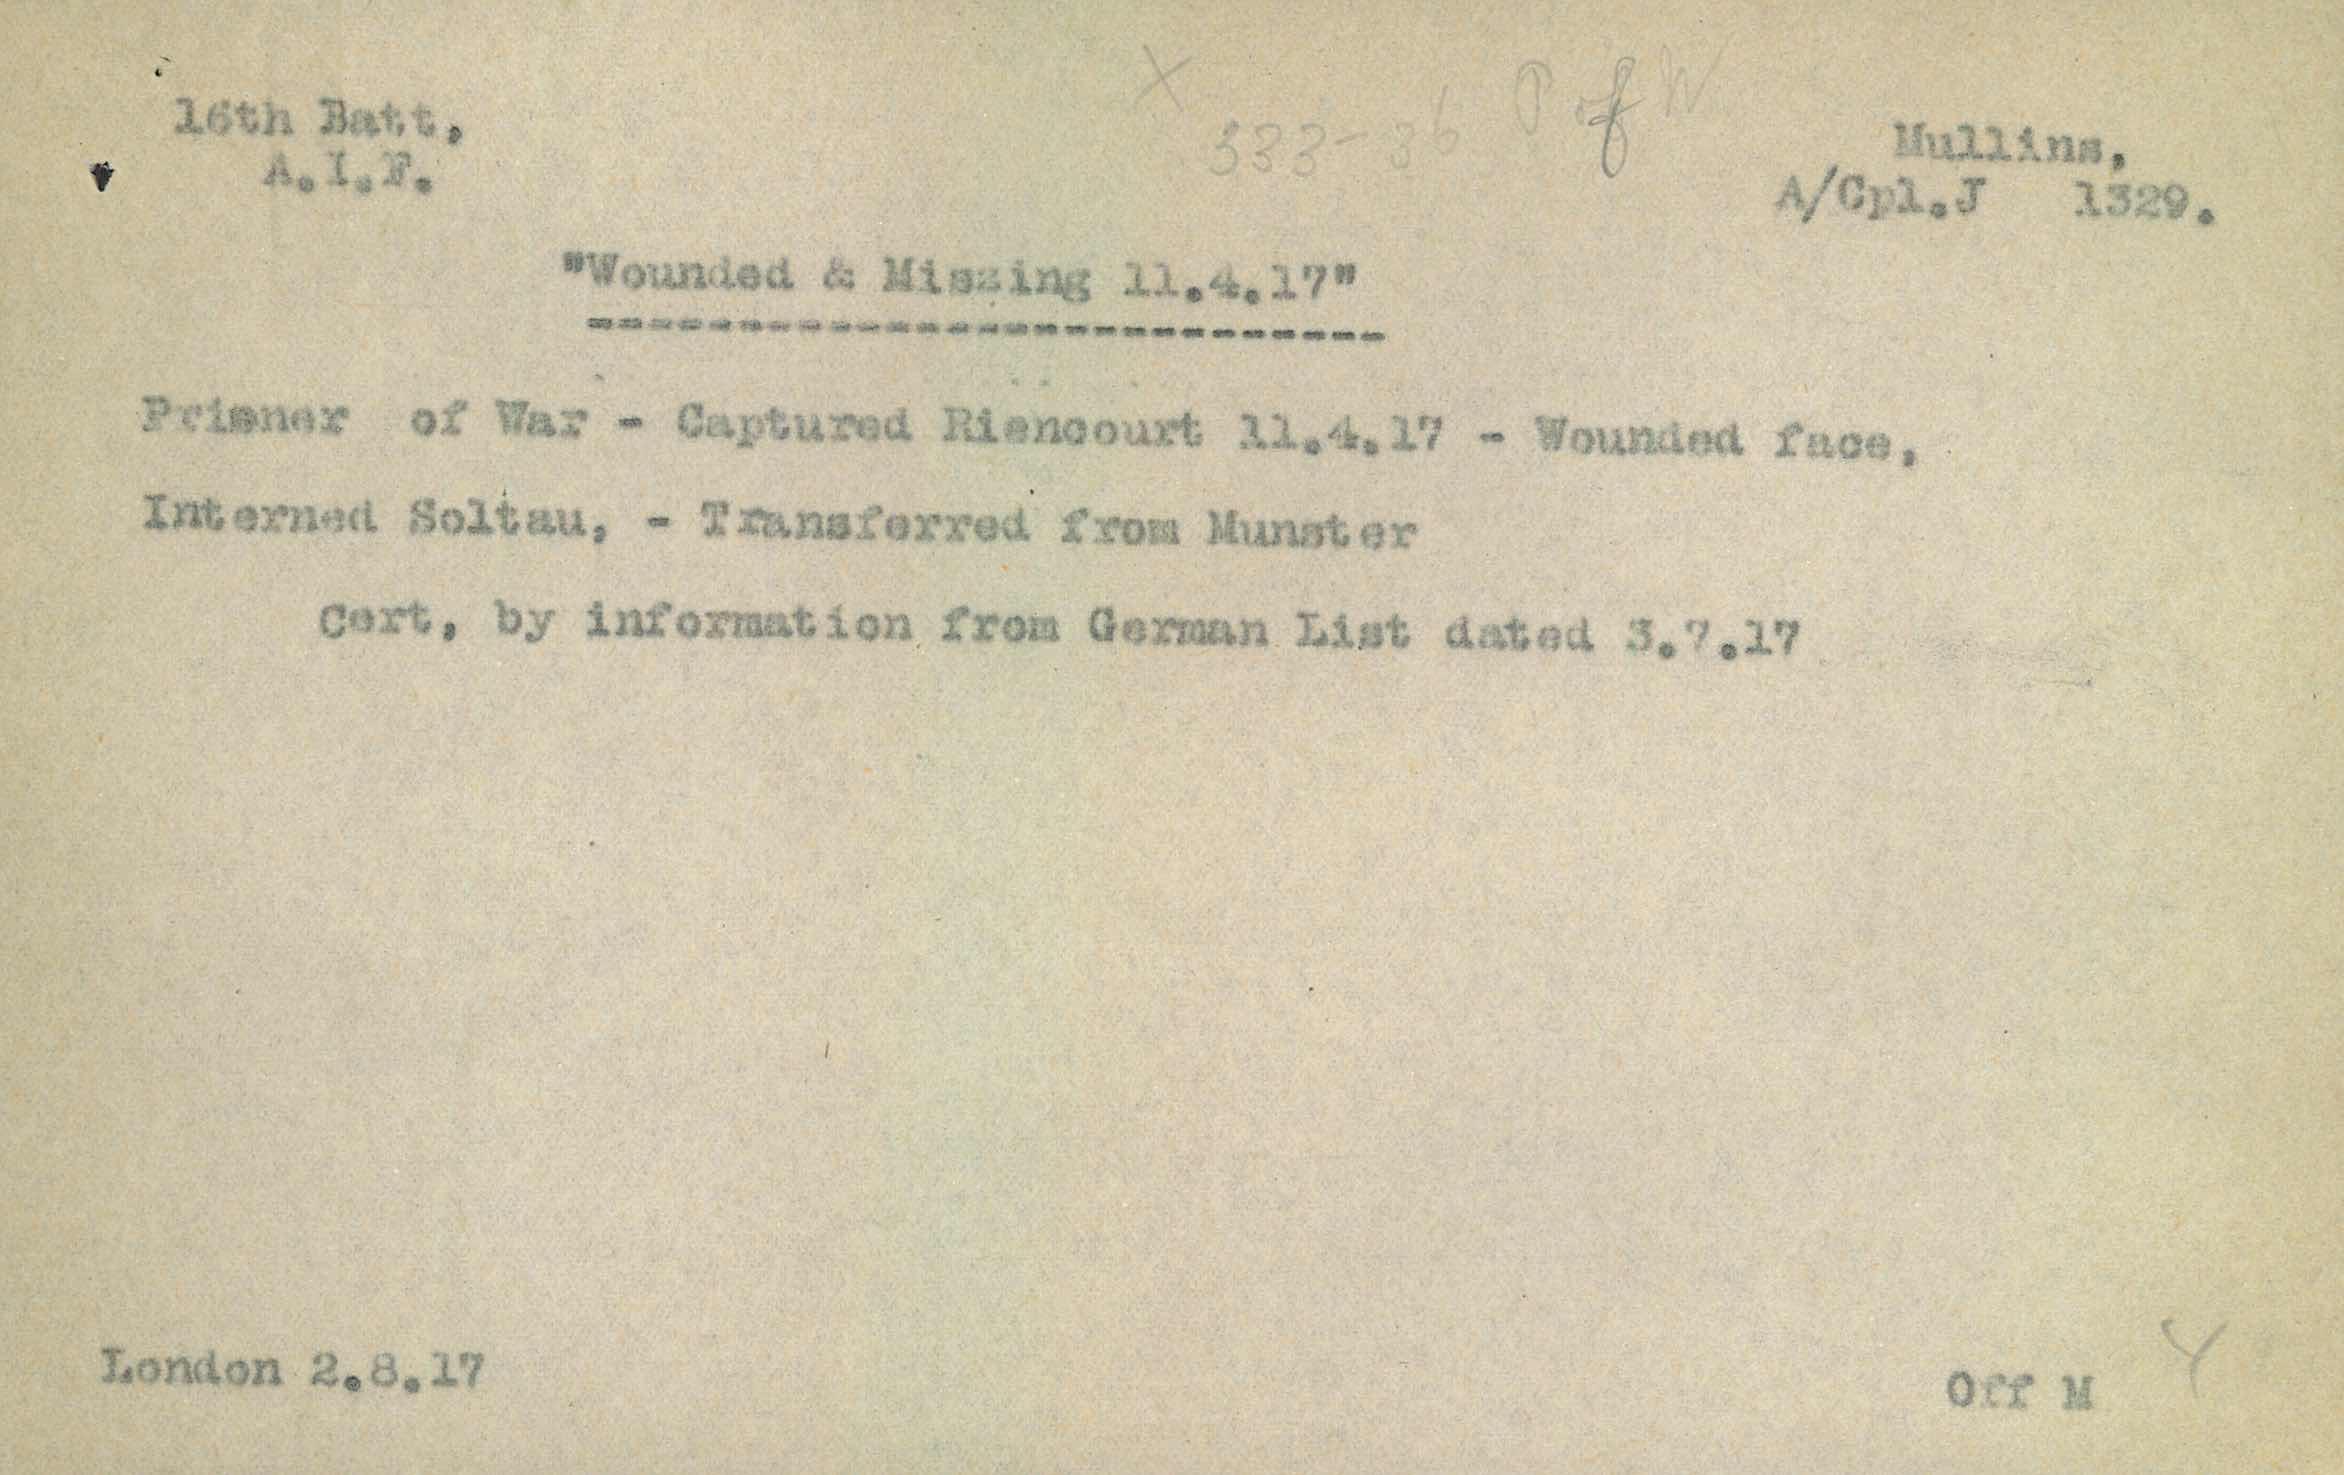 X
333-36 P of W
16th Batt,
A.I.F.
Mullins,
A/Cpl.J 1329.
"Wounded & Missing 11.4.17"
Prisner of War - Captured Riencourt 11.4.17 - Wounded face,
Interned Soltau, - Transferred from Munster
Cert, by information from German List dated 3.7.17
London 2.8.17
Off M